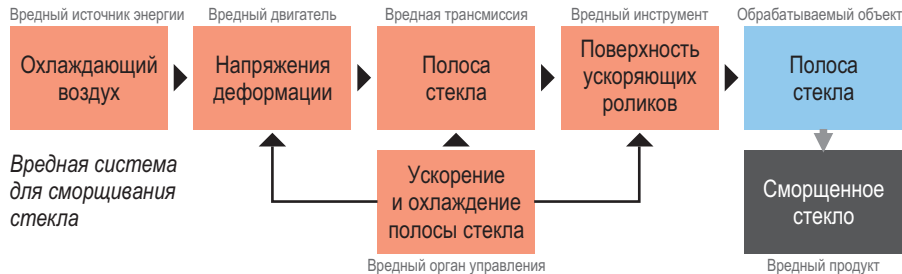 Вредный источник энергии
Вредный двигатель
Вредная трансмиссия
Вредный инструмент
Обрабатываемый объект
Охлаждающий
воздух
Напряжения
деформации
Полоса
стекла
Поверхность
ускоряющих
роликов
Полоса
стекла
Вредная система
для сморщивания
стекла
Ускорение
и охлаждение
полосы стекла
Сморщенное
стекло
Вредный орган управления
Вредный продукт